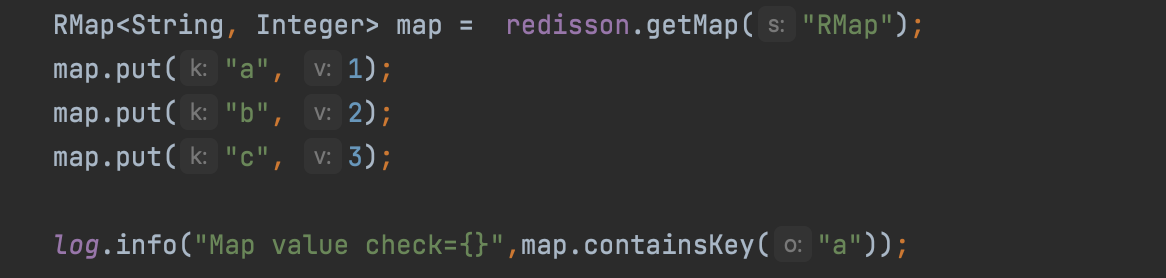 RMap<String, Integer> map =  redisson.getMap( s: "RMap");
map.put( k: "a",  v: 1);
map.put( k: "b",  v: 2);
map.put( k: "c",  v: 3);
log.info("Map value check={}",map.containsKey( o: "a"));